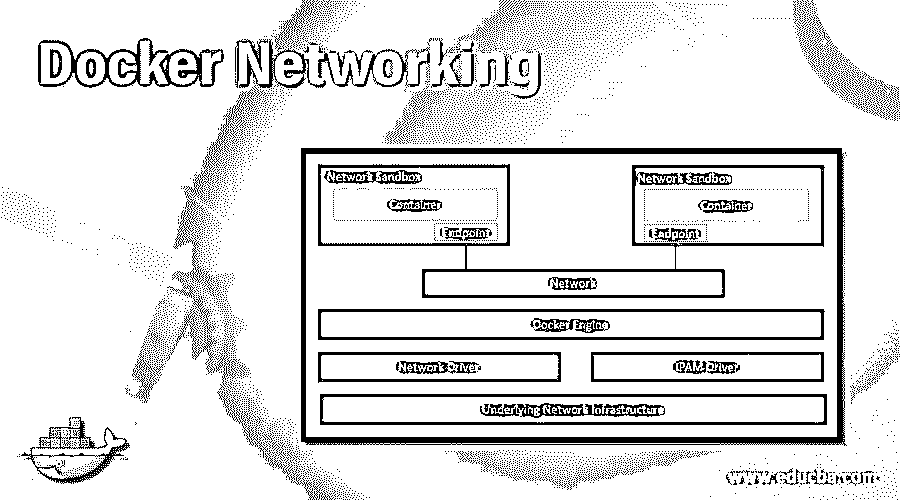 Docker Networking
Network Sandbox
Container
Endpoint
Network Sandbox
Container
Endpoint
Network
Docker Engine
Network Driver
IPAM Driver
Underlying Network Infrastructure
www.educba.com